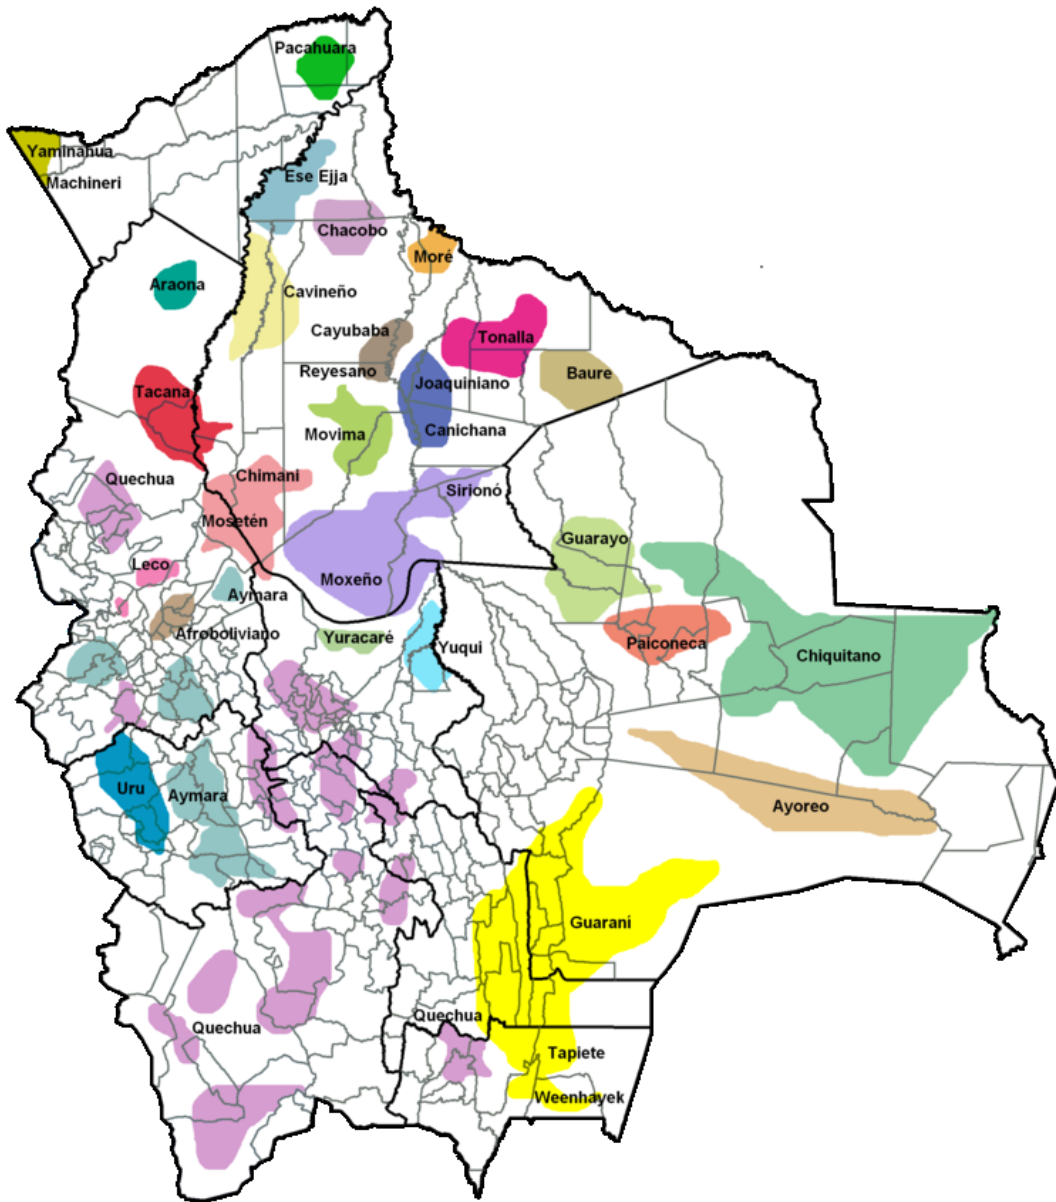 Pacahuara
Yaminahua
Machineri
Ese Ejja
Chacobo
Moré
Araona
Cavineño
Cayubaba
Tonalla
Reyesano
Joaquiniano
Baure
Tacana
Movima
Canichana
Quechua
Chimani
Sirionó
Mosetén
Guarayo
Leco
Moxeño
Aymara
Afroboliviano
Yuracaré
Yuqui
Paiconeca
Chiquitano
Uru
Aymara
Ayoreo
Guaraní
Quechua
Quechua
Tapiete
Weenhayek